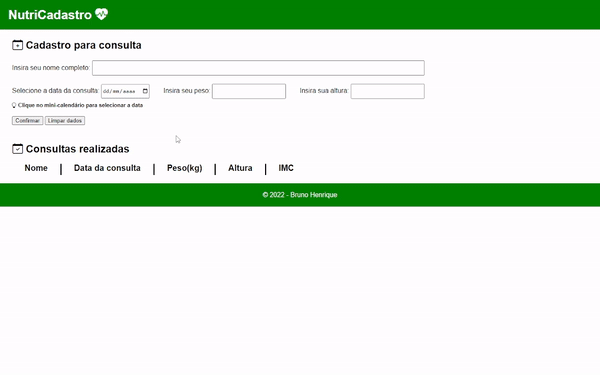 NutriCadastro
Cadastro para consulta
Insira seu nome completo:
Selecione a data da consulta: dd/mm/aaaa Insira seu peso: Insira sua altura:
Clique no mini-calendário para selecionar a data
Confirmar Limpar dados
Consultas realizadas
Nome Data da consulta Peso(kg) Altura IMC
© 2022 - Bruno Henrique